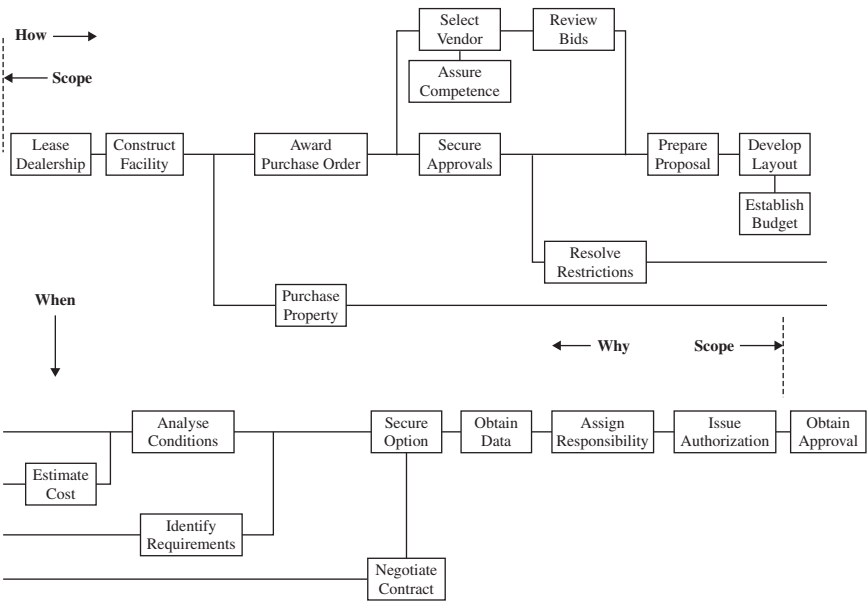 How
Scope
Select
Vendor
Review
Bids
Assure
Competence
Lease
Dealership
Construct
Facility
Award
Purchase Order
Secure
Approvals
Prepare
Proposal
Develop
Layout
Establish
Budget
Resolve
Restrictions
Purchase
Property
When
Why
Scope
Analyse
Conditions
Secure
Option
Obtain
Data
Assign
Responsibility
Issue
Authorization
Obtain
Approval
Estimate
Cost
Identify
Requirements
Negotiate
Contract